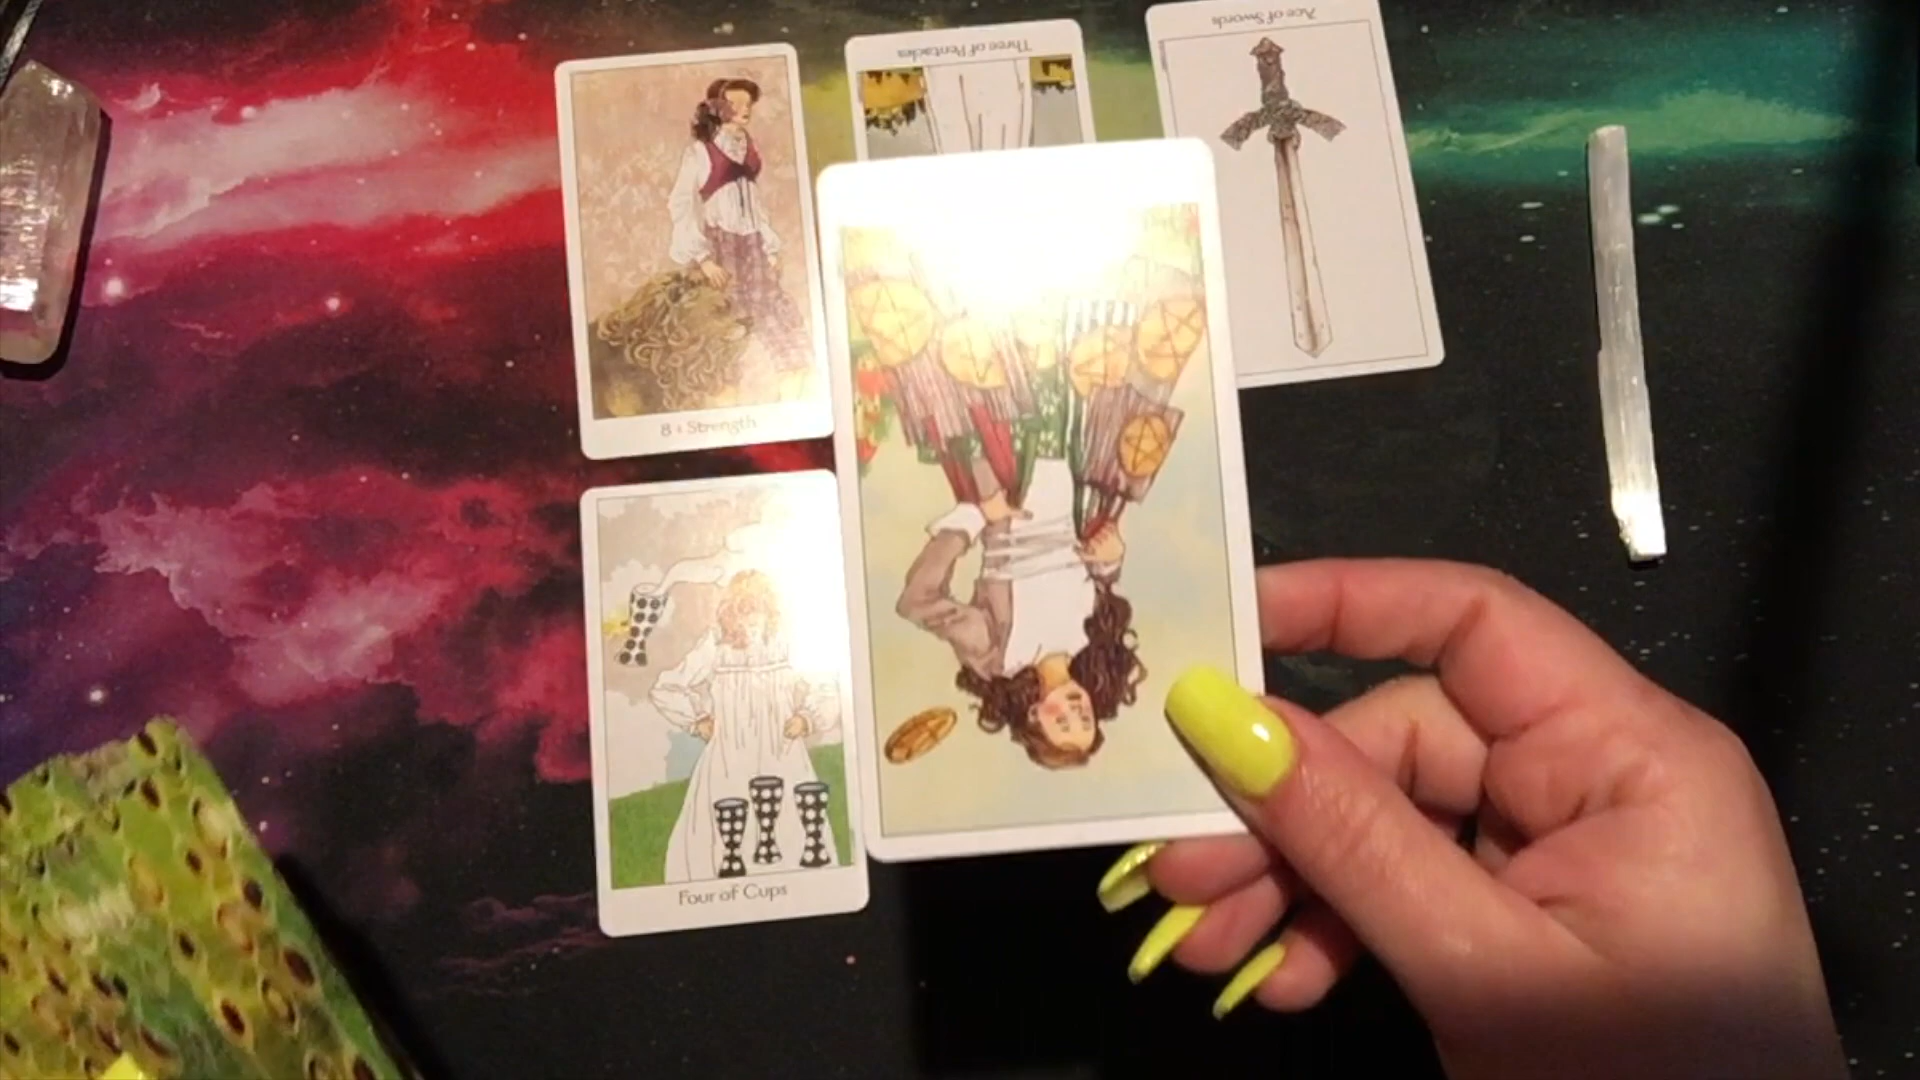 Three of Pentacles
Ace of Swords
8 + Strength
Four of Cups